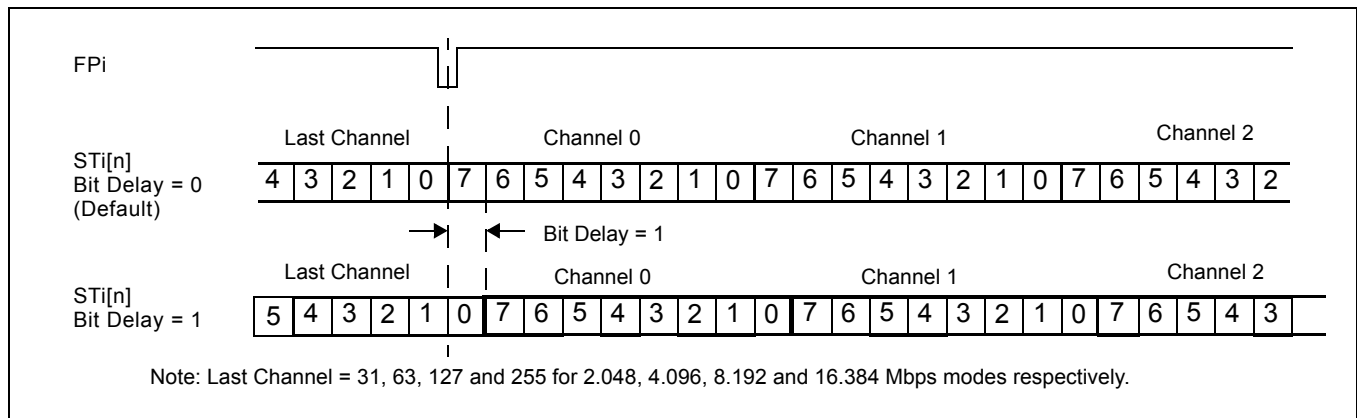 FPi
Last Channel Channel 0 Channel 1 Channel 2
STi[n]
Bit Delay = 0
(Default)
4 3 2 1 0 7 6 5 4 3 2 1 0 7 6 5 4 3 2 1 0 7 6 5 4 3 2
Bit Delay = 1
Last Channel Channel 0 Channel 1 Channel 2
STi[n]
Bit Delay = 1
5 4 3 2 1 0 7 6 5 4 3 2 1 0 7 6 5 4 3 2 1 0 7 6 5 4 3
Note: Last Channel = 31, 63, 127 and 255 for 2.048, 4.096, 8.192 and 16.384 Mbps modes respectively.